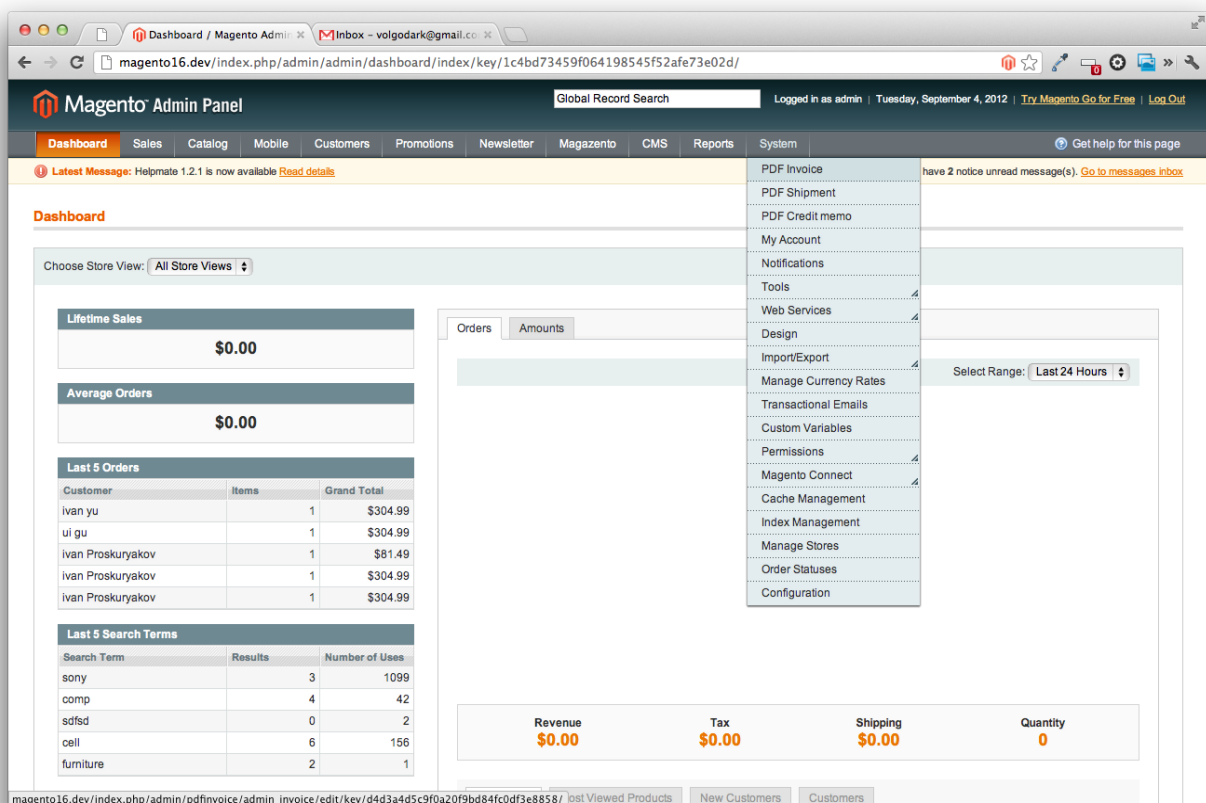 Dashboard / Magento Admin
Inbox – volgodark@gmail.co
magento16.dev/index.php/admin/admin/dashboard/index/key/1c4bd73459f064198545f52afe73e02d/
0
Magento Admin Panel
Global Record Search
Logged in as admin | Tuesday, September 4, 2012 | Try Magento Go for Free | Log Out
Dashboard Sales Catalog Mobile Customers Promotions Newsletter Magazento CMS Reports System Get help for this page
Latest Message: Helpmate 1.2.1 is now available Read details
have 2 notice unread message(s). Go to messages inbox
PDF Invoice
PDF Shipment
PDF Credit memo
My Account
Notifications
Tools
Web Services
Design
Import/Export
Manage Currency Rates
Transactional Emails
Custom Variables
Permissions
Magento Connect
Cache Management
Index Management
Manage Stores
Order Statuses
Configuration
Dashboard
Choose Store View: All Store Views
Lifetime Sales
$0.00
Average Orders
$0.00
Last 5 Orders
Customer Items Grand Total
ivan yu 1 $304.99
ui gu 1 $304.99
ivan Proskuryakov 1 $81.49
ivan Proskuryakov 1 $304.99
ivan Proskuryakov 1 $304.99
Last 5 Search Terms
Search Term Results Number of Uses
sony 3 1099
comp 4 42
sdfsd 0 2
cell 6 156
furniture 2 1
Orders Amounts
Select Range: Last 24 Hours
Revenue Tax Shipping Quantity
$0.00 $0.00 $0.00 0
ost Viewed Products New Customers Customers
magento16.dev/index.php/admin/pdfinvoice/admin_invoice/edit/key/d4d3a4d5c9f0a20f9bd84fc0df3e8858/